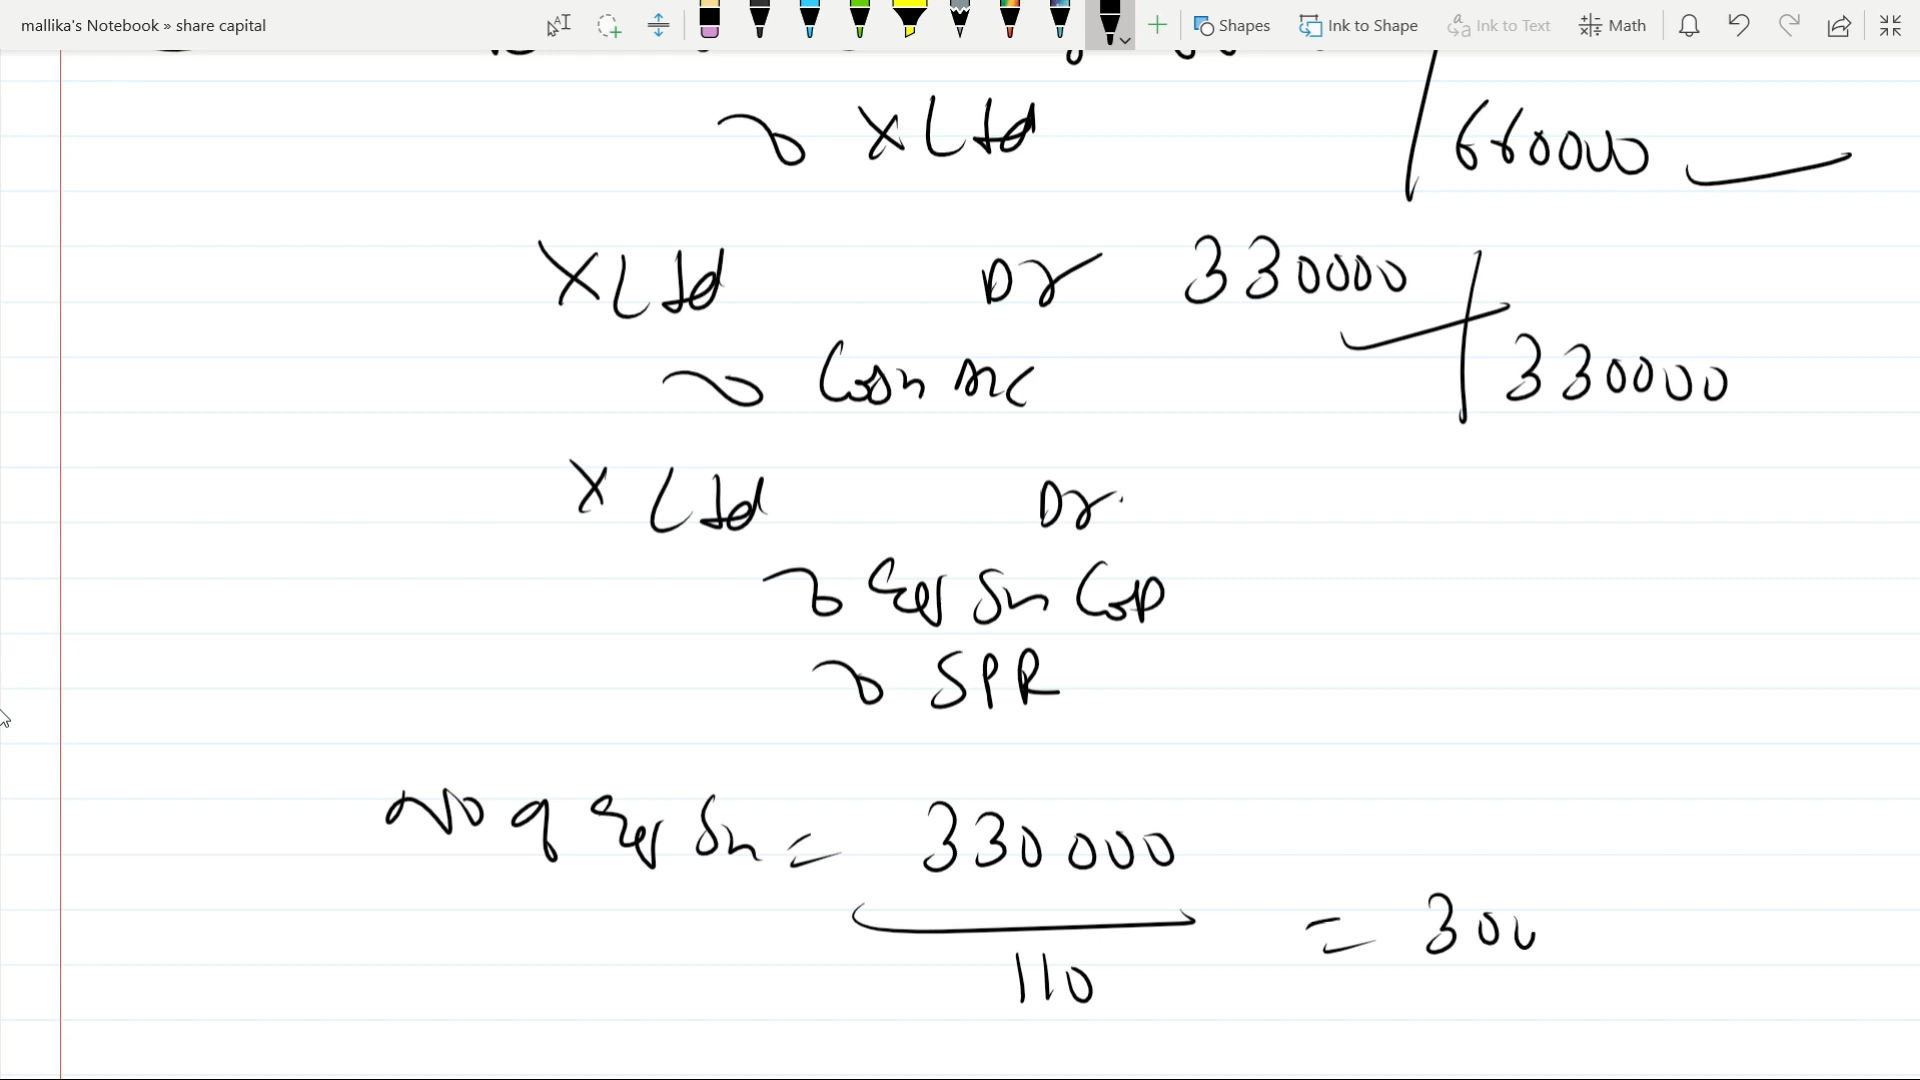 mallika's Notebook » share capital Shapes Ink to Shape Ink to Text Math
To X Ltd 660000
X Ltd Dr 330000
To Cash A/c 330000
X Ltd Dr.
To Eq Sh Cap
To SPR
No of Eq Sh = 330000
110
= 300